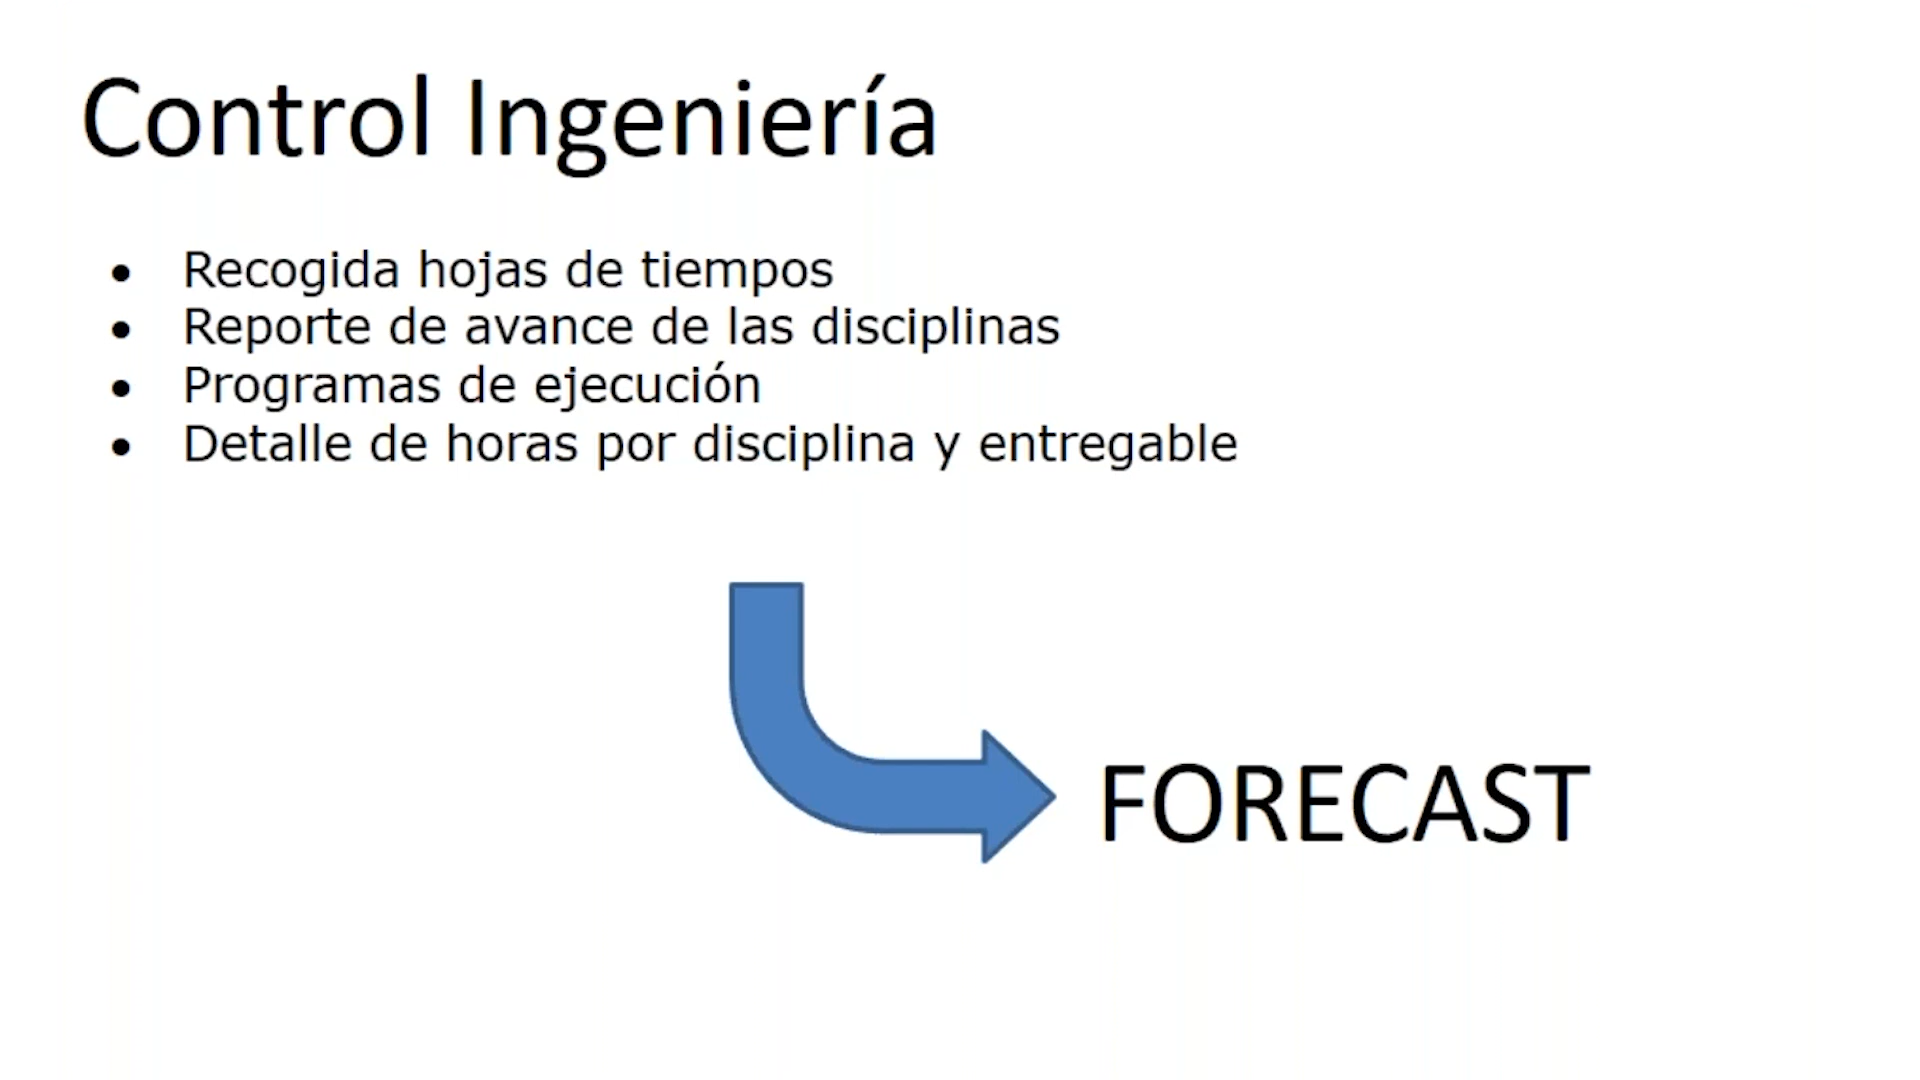 Control Ingeniería
• Recogida hojas de tiempos
• Reporte de avance de las disciplinas
• Programas de ejecución
• Detalle de horas por disciplina y entregable
FORECAST